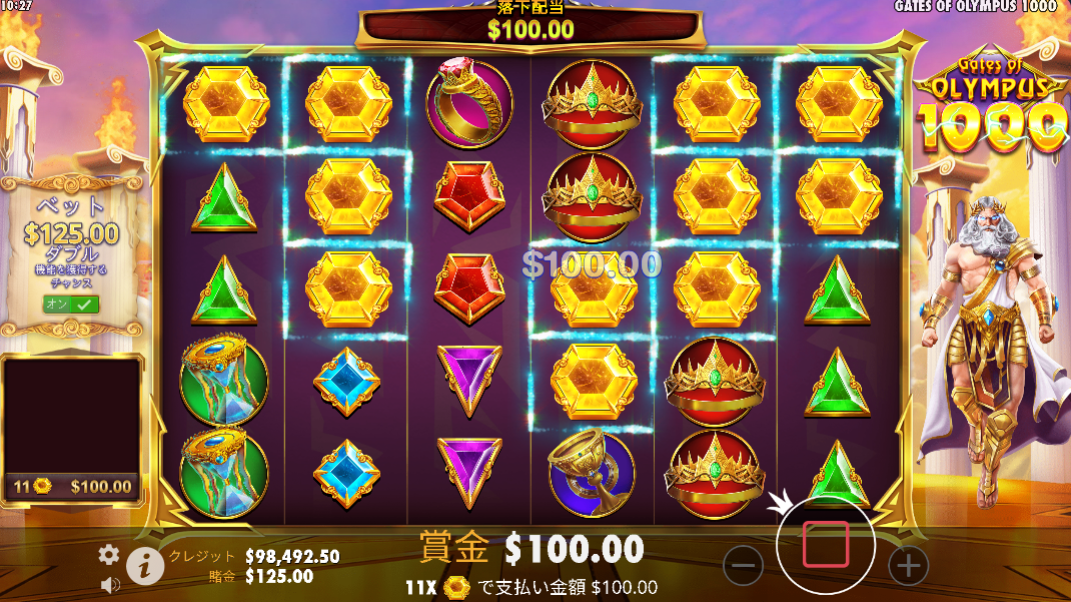 10:27
落下配当
$100.00
GATES OF OLYMPUS 1000
Gates of
OLYMPUS
1000
ベット
$125.00
ダブル
機能を獲得する
チャンス
オン
$100.00
11 $100.00
クレジット $98,492.50
賭金 $125.00
賞金 $100.00
11X で支払い金額 $100.00